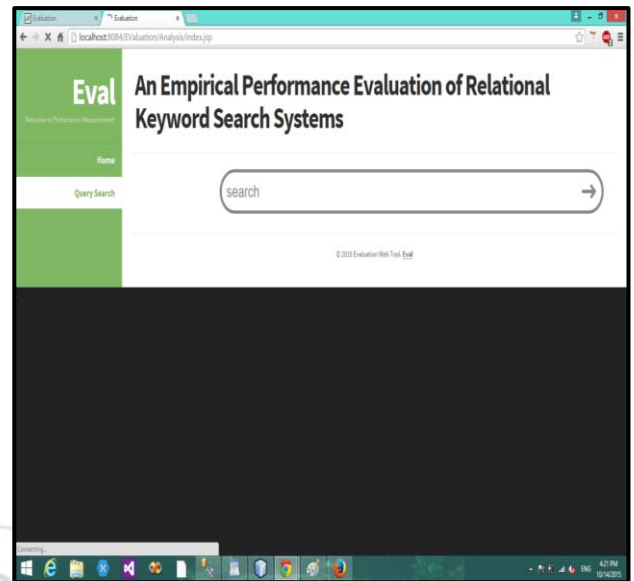 Evaluation
Evaluation
localhost:8084/EValuation/Analysis/index.jsp
Eval
Welcome to Performance Measurement!
Home
Query Search
An Empirical Performance Evaluation of Relational
Keyword Search Systems
search
© 2015 Evaluation Web Tool. Eval
Connecting...
ENG
4:21 PM
10/14/2015